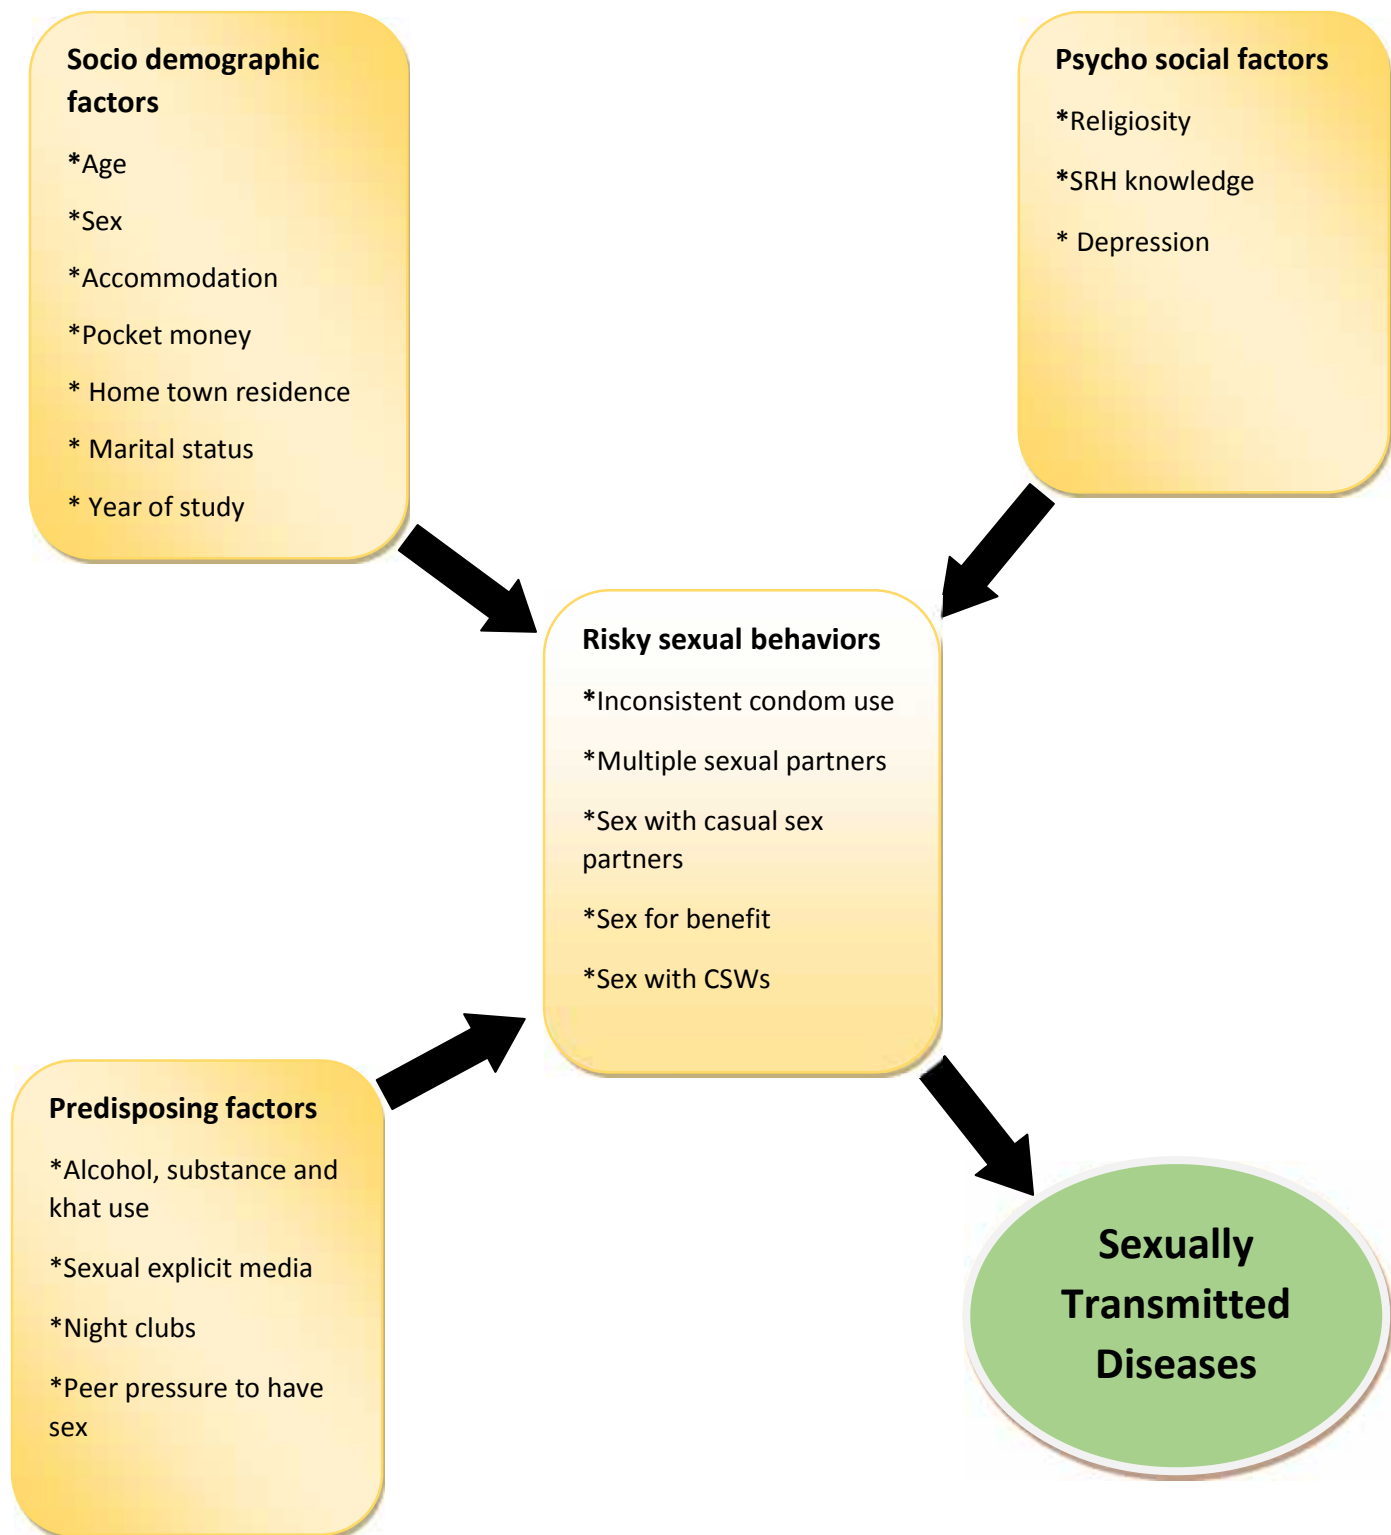 Socio demographic
factors
*Age
*Sex
*Accommodation
*Pocket money
* Home town residence
* Marital status
* Year of study
Psycho social factors
*Religiosity
*SRH knowledge
* Depression
Risky sexual behaviors
*Inconsistent condom use
*Multiple sexual partners
*Sex with casual sex
partners
*Sex for benefit
*Sex with CSWs
Predisposing factors
*Alcohol, substance and
khat use
*Sexual explicit media
*Night clubs
*Peer pressure to have
sex
Sexually
Transmitted
Diseases